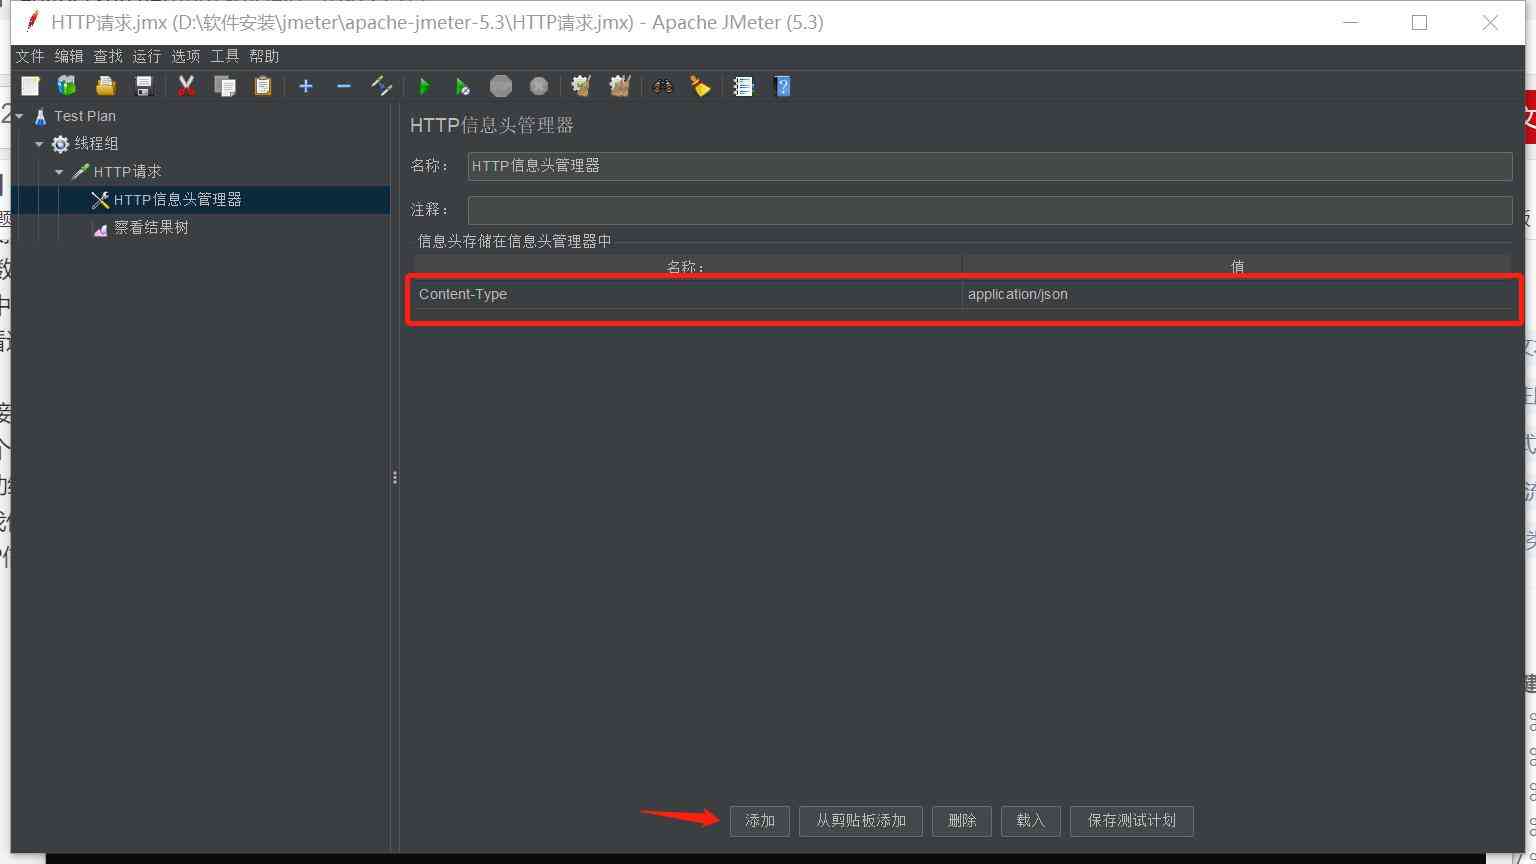 HTTP请求.jmx (D:\软件安装\jmeter\apache-jmeter-5.3\HTTP请求.jmx) - Apache JMeter (5.3)
文件 编辑 查找 运行 选项 工具 帮助
Test Plan
线程组
HTTP请求
HTTP信息头管理器
察看结果树
HTTP信息头管理器
名称： HTTP信息头管理器
注释：
信息头存储在信息头管理器中
名称： 值
Content-Type application/json
添加 从剪贴板添加 删除 载入 保存测试计划